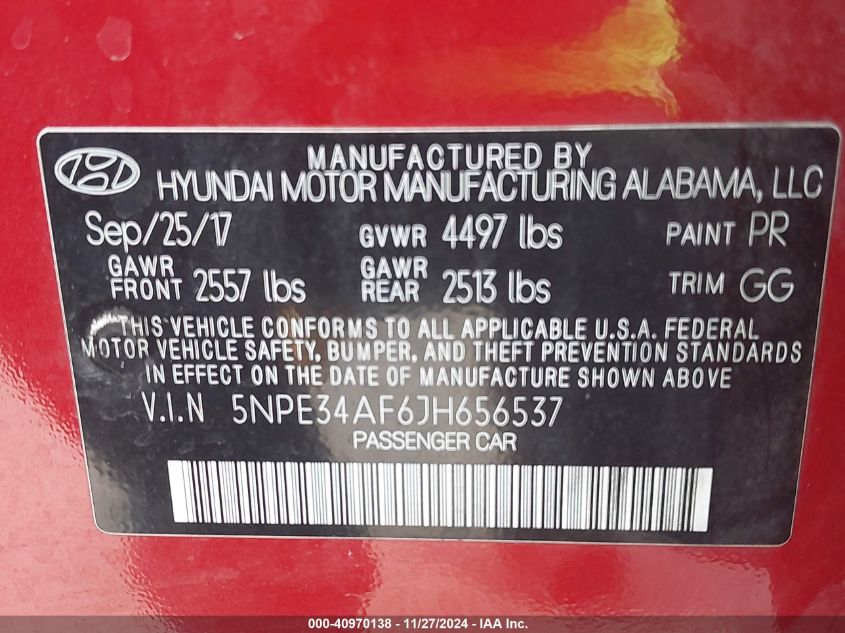 MANUFACTURED BY
HYUNDAI MOTOR MANUFACTURING ALABAMA, LLC
Sep/25/17 GVWR 4497 lbs PAINT PR
GAWR FRONT 2557 lbs GAWR REAR 2513 lbs TRIM GG
THIS VEHICLE CONFORMS TO ALL APPLICABLE U.S.A. FEDERAL
MOTOR VEHICLE SAFETY, BUMPER, AND THEFT PREVENTION STANDARDS
IN EFFECT ON THE DATE OF MANUFACTURE SHOWN ABOVE
V.I.N 5NPE34AF6JH656537
PASSENGER CAR
000-40970138 - 11/27/2024 - IAA Inc.